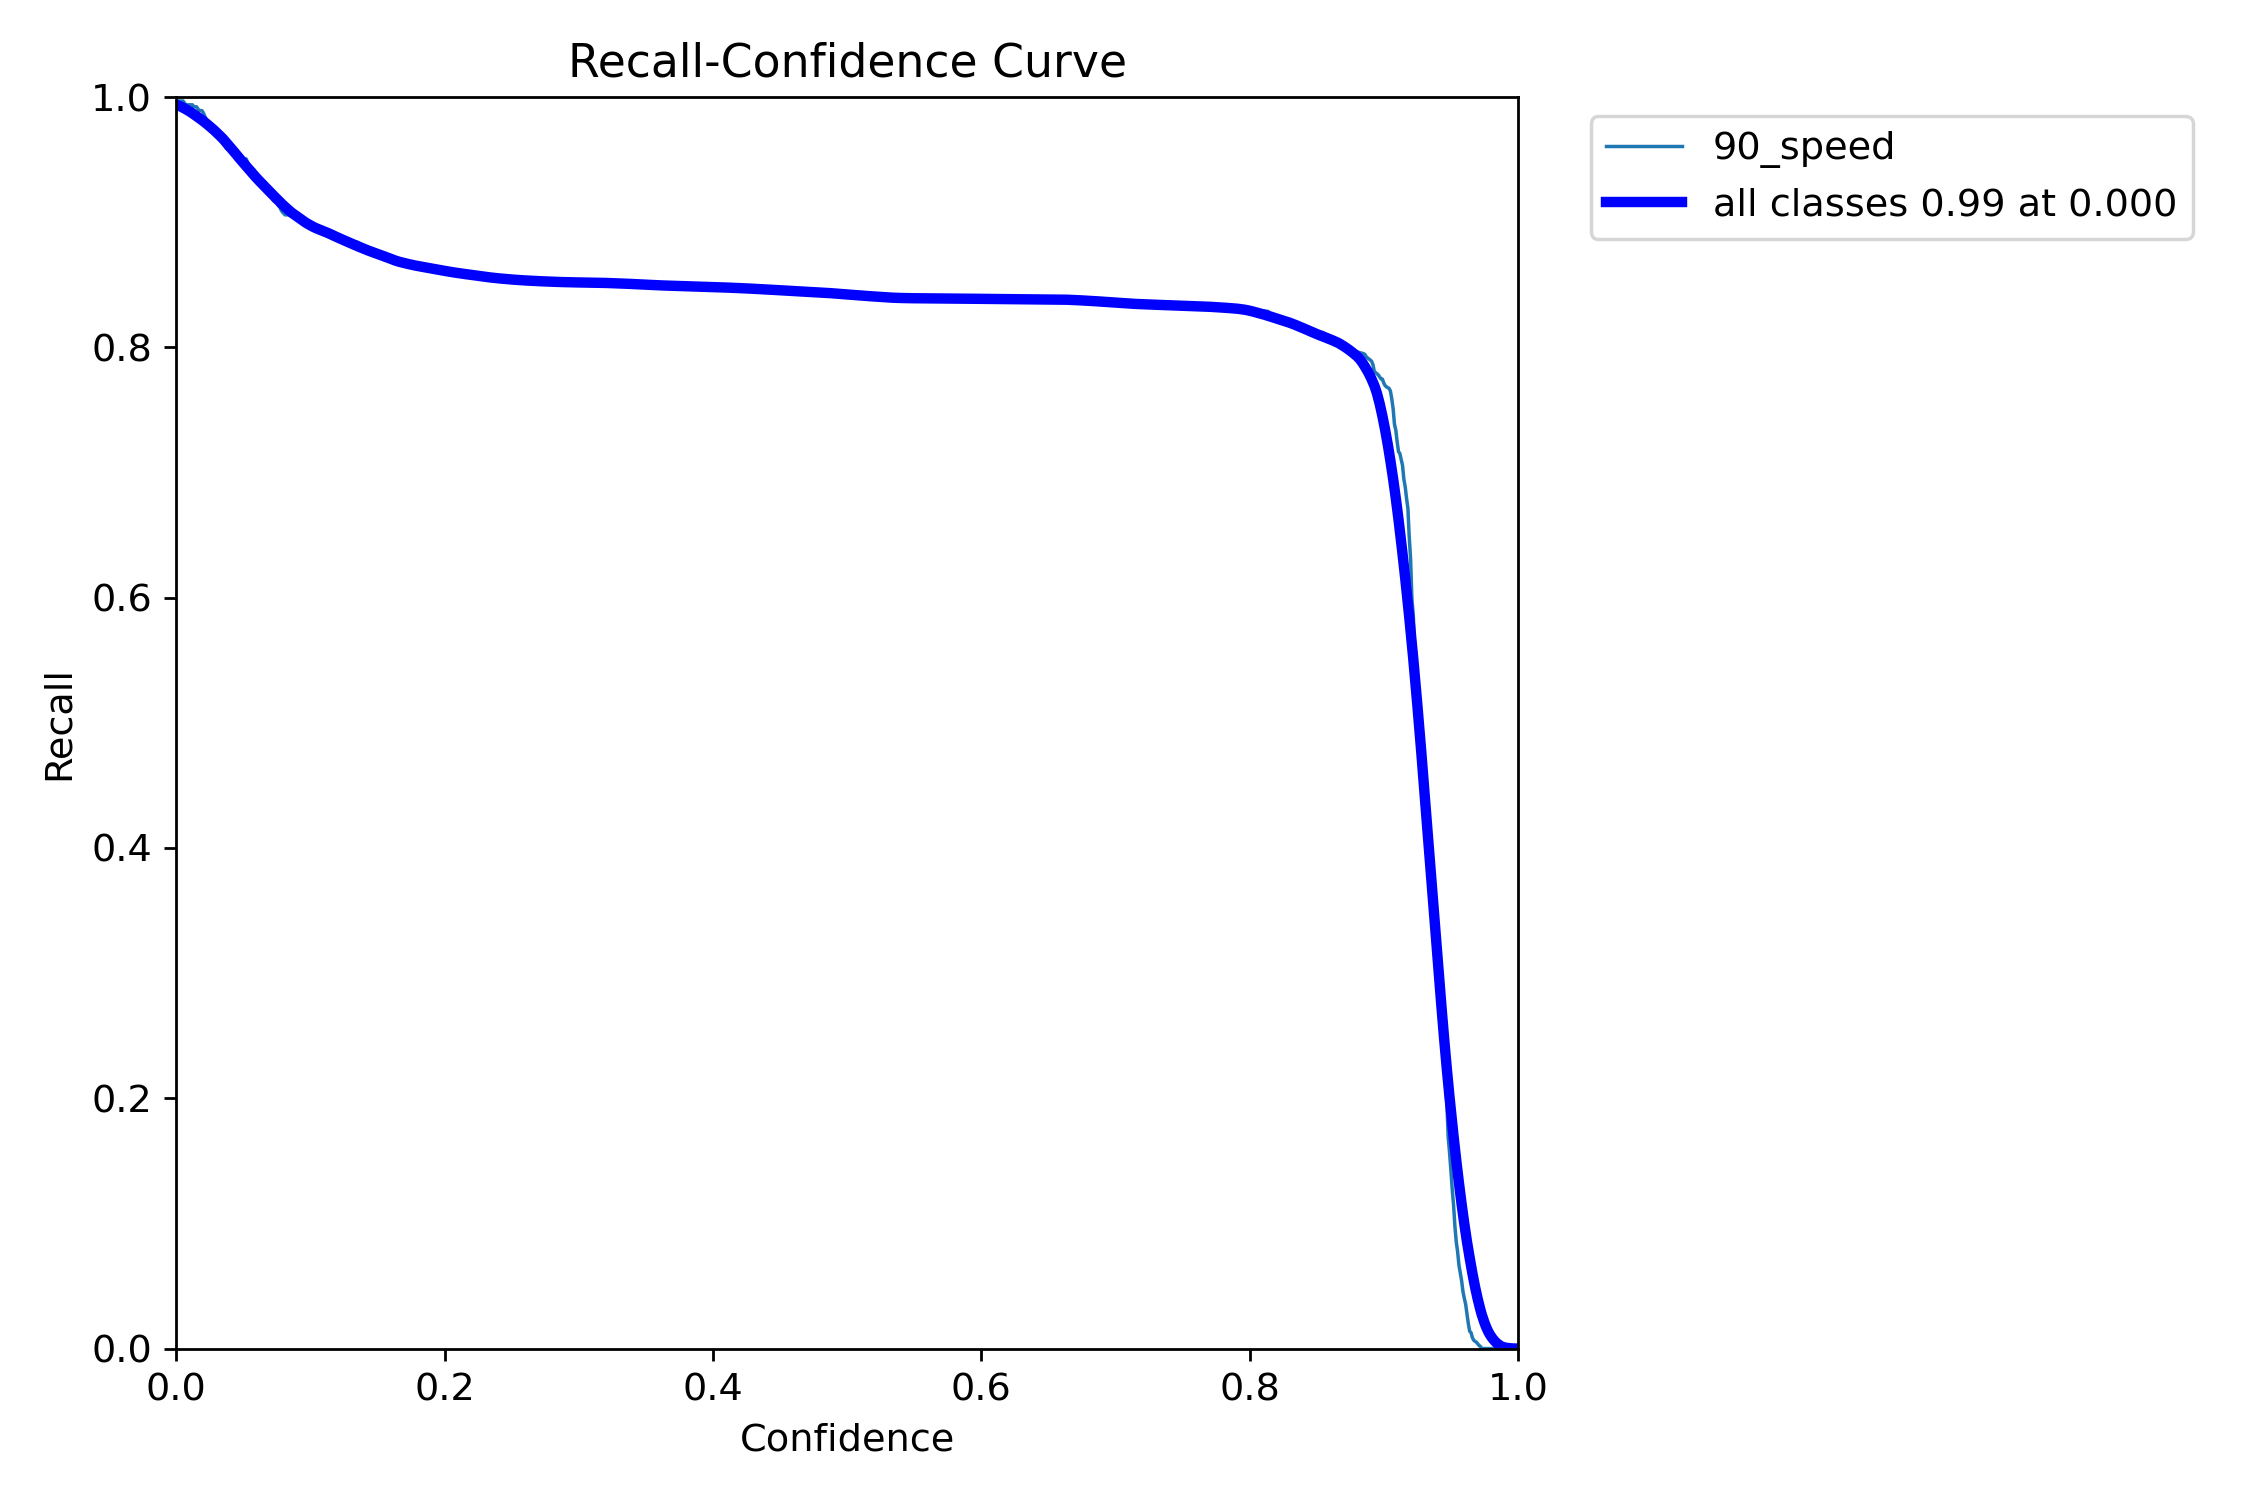 Recall-Confidence Curve
1.0
0.8
0.6
0.4
0.2
0.0
Recall
0.0 0.2 0.4 0.6 0.8 1.0
Confidence
90_speed
all classes 0.99 at 0.000